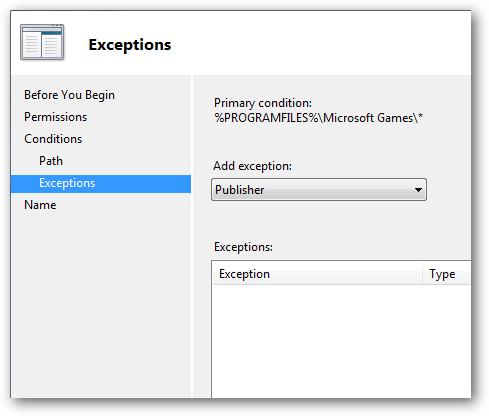 Exceptions
Before You Begin
Permissions
Conditions
Path
Exceptions
Name
Primary condition:
%PROGRAMFILES%\Microsoft Games\*
Add exception:
Publisher
Exceptions:
Exception Type